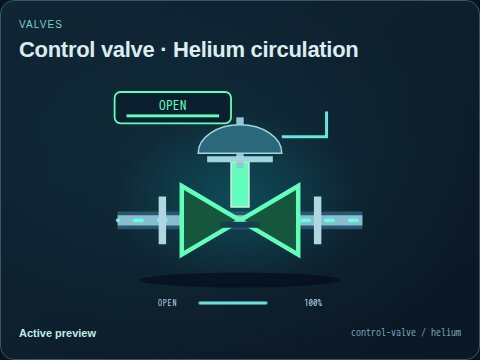 VALVES
Control valve · Helium circulation
OPEN
OPEN 100%
Active preview control-valve / helium